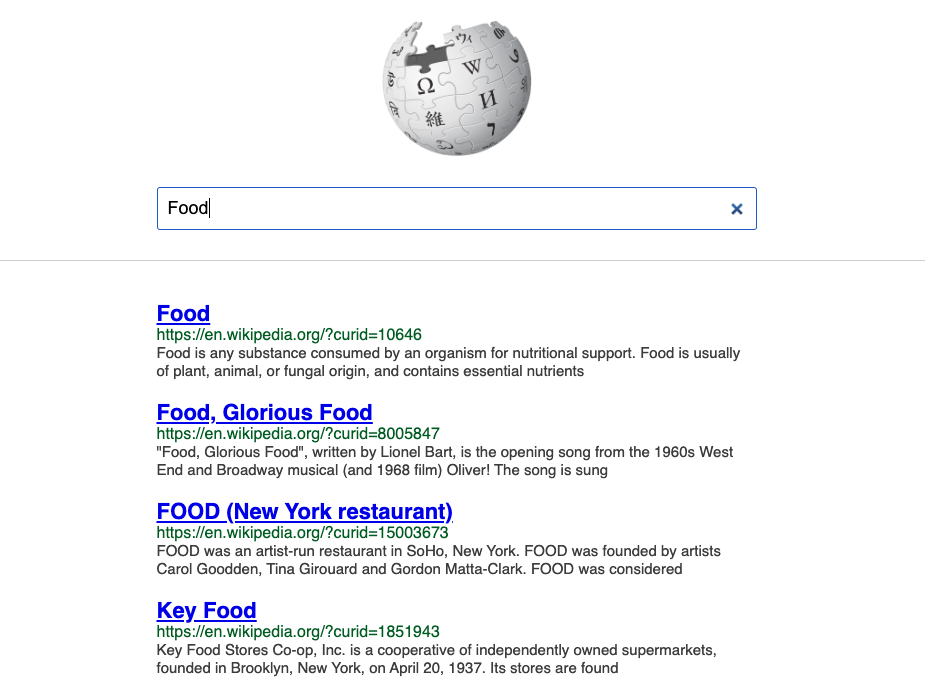 Ω W И 維 ウィ 7
Food
Food
https://en.wikipedia.org/?curid=10646
Food is any substance consumed by an organism for nutritional support. Food is usually
of plant, animal, or fungal origin, and contains essential nutrients
Food, Glorious Food
https://en.wikipedia.org/?curid=8005847
"Food, Glorious Food", written by Lionel Bart, is the opening song from the 1960s West
End and Broadway musical (and 1968 film) Oliver! The song is sung
FOOD (New York restaurant)
https://en.wikipedia.org/?curid=15003673
FOOD was an artist-run restaurant in SoHo, New York. FOOD was founded by artists
Carol Goodden, Tina Girouard and Gordon Matta-Clark. FOOD was considered
Key Food
https://en.wikipedia.org/?curid=1851943
Key Food Stores Co-op, Inc. is a cooperative of independently owned supermarkets,
founded in Brooklyn, New York, on April 20, 1937. Its stores are found